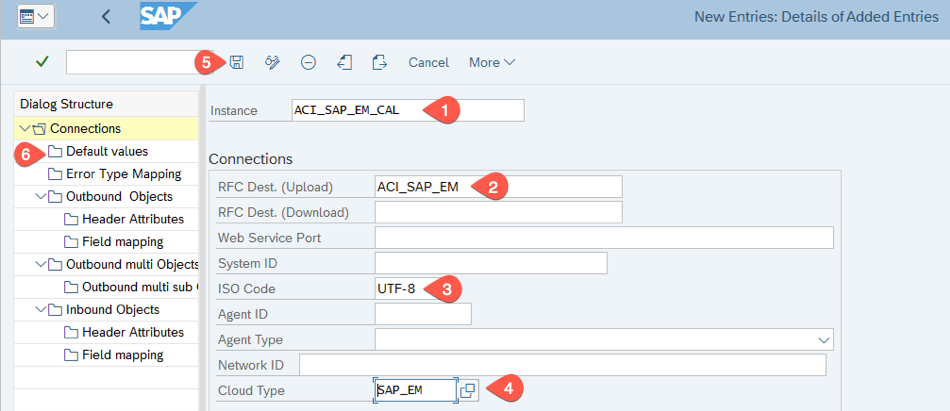 SAP
New Entries: Details of Added Entries
5
Cancel
More
Dialog Structure
Connections
6
Default values
Error Type Mapping
Outbound Objects
Header Attributes
Field mapping
Outbound multi Objects
Outbound multi sub
Inbound Objects
Header Attributes
Field mapping
Instance
ACI_SAP_EM_CAL
1
Connections
RFC Dest. (Upload)
ACI_SAP_EM
2
RFC Dest. (Download)
Web Service Port
System ID
ISO Code
UTF-8
3
Agent ID
Agent Type
Network ID
Cloud Type
SAP_EM
4